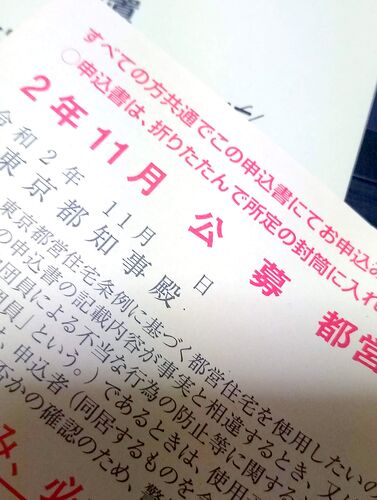 すべての方共通でこの申込書にてお申込み
○申込書は、折りたたんで所定の封筒に入れ
2年11月 公募 都営
令和2年 11月 日
東京都知事殿
東京都営住宅条例に基づく都営住宅を使用したいの
の申込書の記載内容が事実と相違するとき、又
団員による不当な行為の防止等に関する
団員」という。）であるときは、使用
は、申込者（同居するものを
否かの確認のため、警
み、必